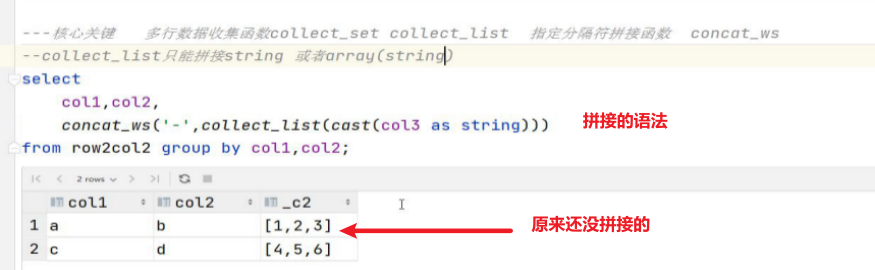 ---核心关键 多行数据收集函数collect_set collect_list 指定分隔符拼接函数 concat_ws
--collect_list只能拼接string 或者array(string)
select
col1,col2,
concat_ws('-',collect_list(cast(col3 as string)))
拼接的语法
from row2col2 group by col1,col2;
2 rows
col1 col2 _c2
1 a b [1,2,3]
原来还没拼接的
2 c d [4,5,6]